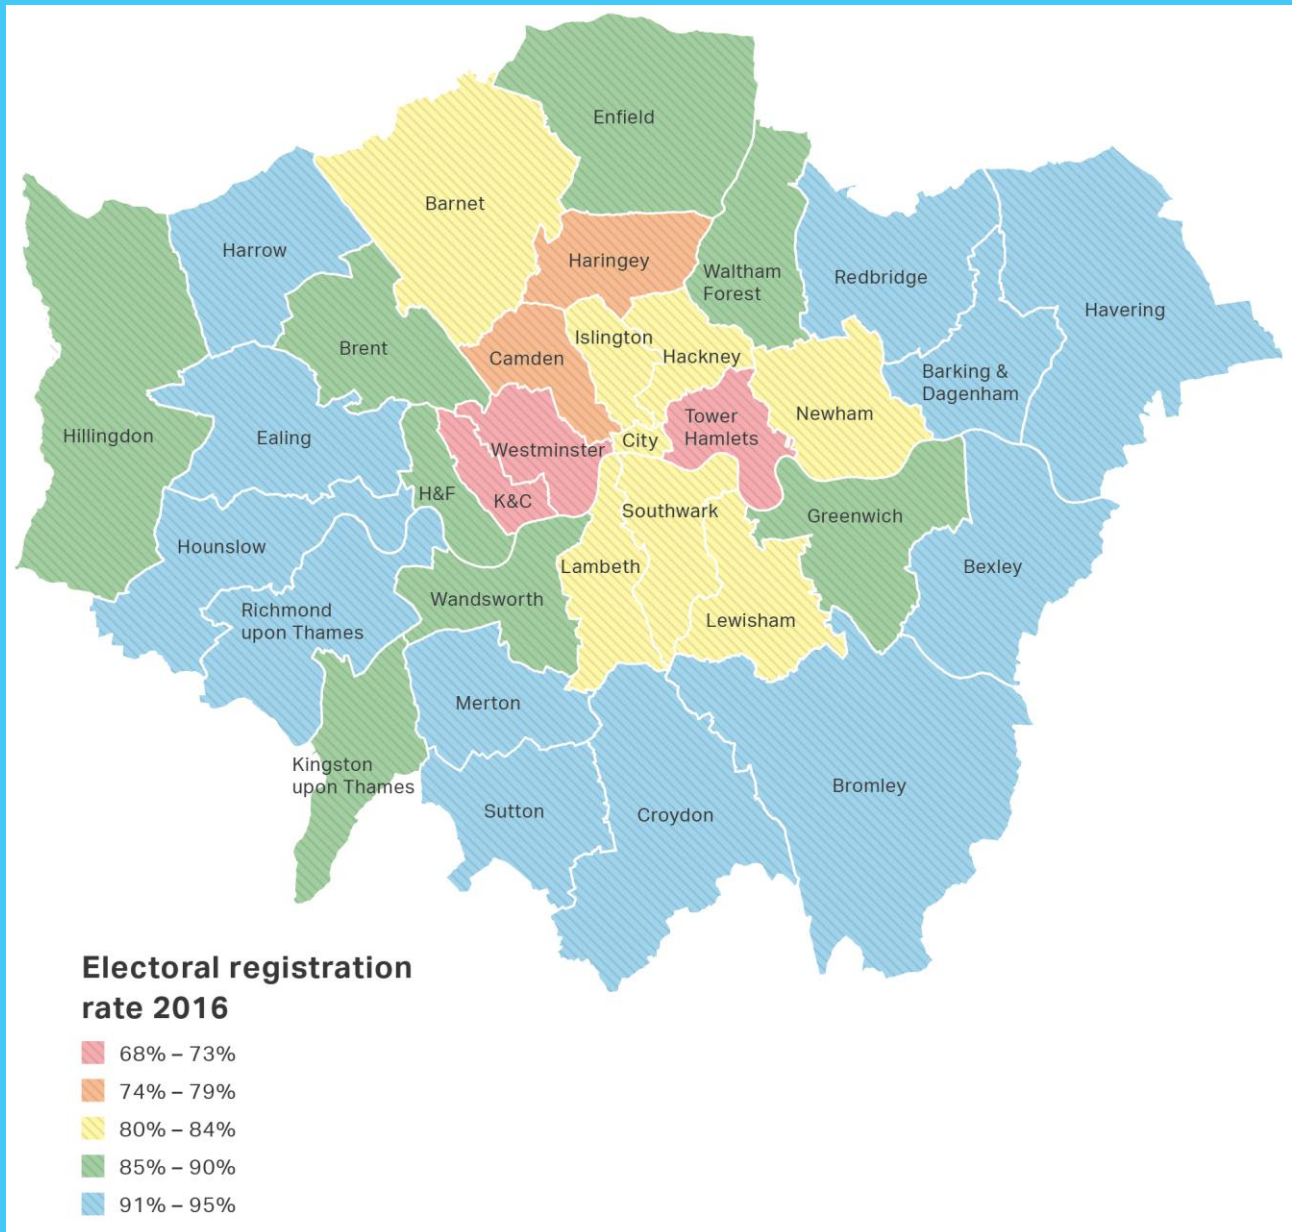 Enfield
Barnet
Harrow
Haringey
Waltham
Forest
Redbridge
Havering
Brent
Camden
Islington
Hackney
Barking &
Dagenham
Hillingdon
Ealing
Westminster
City
Tower
Hamlets
Newham
H&F
K&C
Southwark
Greenwich
Hounslow
Lambeth
Bexley
Richmond
upon Thames
Wandsworth
Lewisham
Merton
Kingston
upon Thames
Sutton
Croydon
Bromley
Electoral registration
rate 2016
68% – 73%
74% – 79%
80% – 84%
85% – 90%
91% – 95%